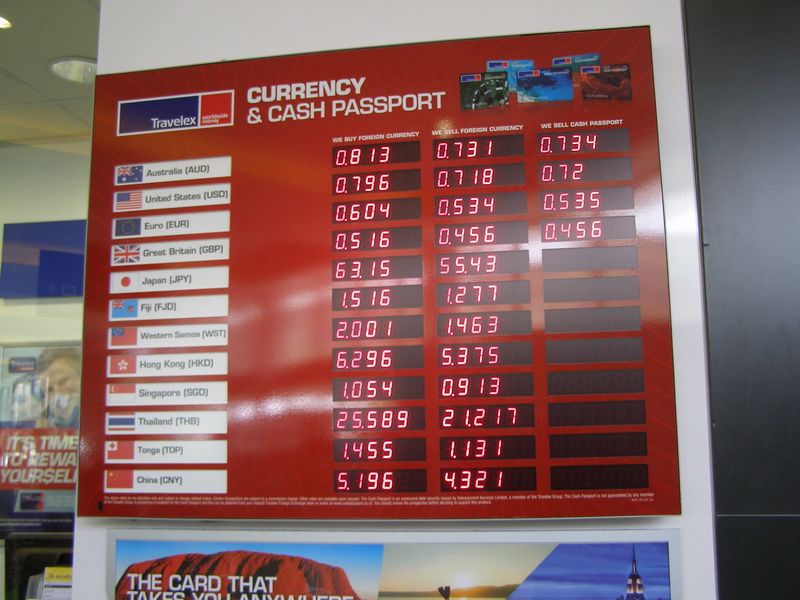 Travelex
worldwide money
CURRENCY
& CASH PASSPORT
WE BUY FOREIGN CURRENCY WE SELL FOREIGN CURRENCY WE SELL CASH PASSPORT
Australia (AUD) 0.813 0.731 0.734
United States (USD) 0.796 0.718 0.72
Euro (EUR) 0.604 0.534 0.535
Great Britain (GBP) 0.516 0.456 0.456
Japan (JPY) 63.15 55.43
Fiji (FJD) 1.516 1.277
Western Samoa (WST) 2.001 1.463
Hong Kong (HKD) 6.296 5.375
Singapore (SGD) 1.054 0.913
Thailand (THB) 25.589 21.217
Tonga (TOP) 1.455 1.131
China (CNY) 5.196 4.321
IT'S TIME
TO
YOURSEL
THE CARD THAT
TAKES YOU ANYWHERE